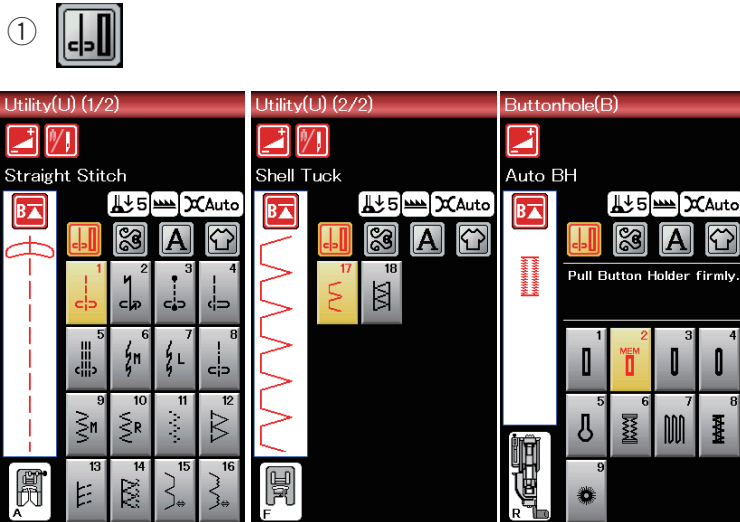 ①
Utility(U) (1/2)
Straight Stitch
B
5
Auto
A
1
2
3
4
5
6
M
7
L
8
9
M
10
R
11
12
13
14
15
16
A
Utility(U) (2/2)
Shell Tuck
B
5
Auto
A
17
18
F
Buttonhole(B)
Auto BH
B
5
Auto
A
Pull Button Holder firmly.
1
2
MEM
3
4
5
6
7
8
9
R